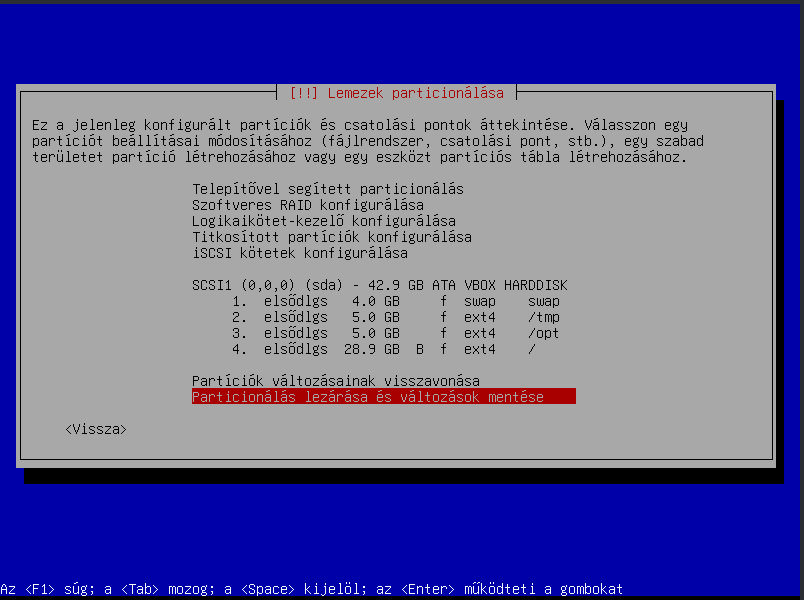 [!!] Lemezek particionálása
Ez a jelenleg konfigurált partíciók és csatolási pontok áttekintése. Válasszon egy
partíciót beállításai módosításához (fájlrendszer, csatolási pont, stb.), egy szabad
területet partíció létrehozásához vagy egy eszközt partíciós tábla létrehozásához.
Telepítővel segített particionálás
Szoftveres RAID konfigurálása
Logikaikötet-kezelő konfigurálása
Titkosított partíciók konfigurálása
iSCSI kötetek konfigurálása
SCSI1 (0,0,0) (sda) - 42.9 GB ATA VBOX HARDDISK
1. elsődlgs 4.0 GB f swap swap
2. elsődlgs 5.0 GB f ext4 /tmp
3. elsődlgs 5.0 GB f ext4 /opt
4. elsődlgs 28.9 GB B f ext4 /
Partíciók változásainak visszavonása
Particionálás lezárása és változások mentése
<Vissza>
Az <F1> súg; a <Tab> mozog; a <Space> kijelöl; az <Enter> működteti a gombokat